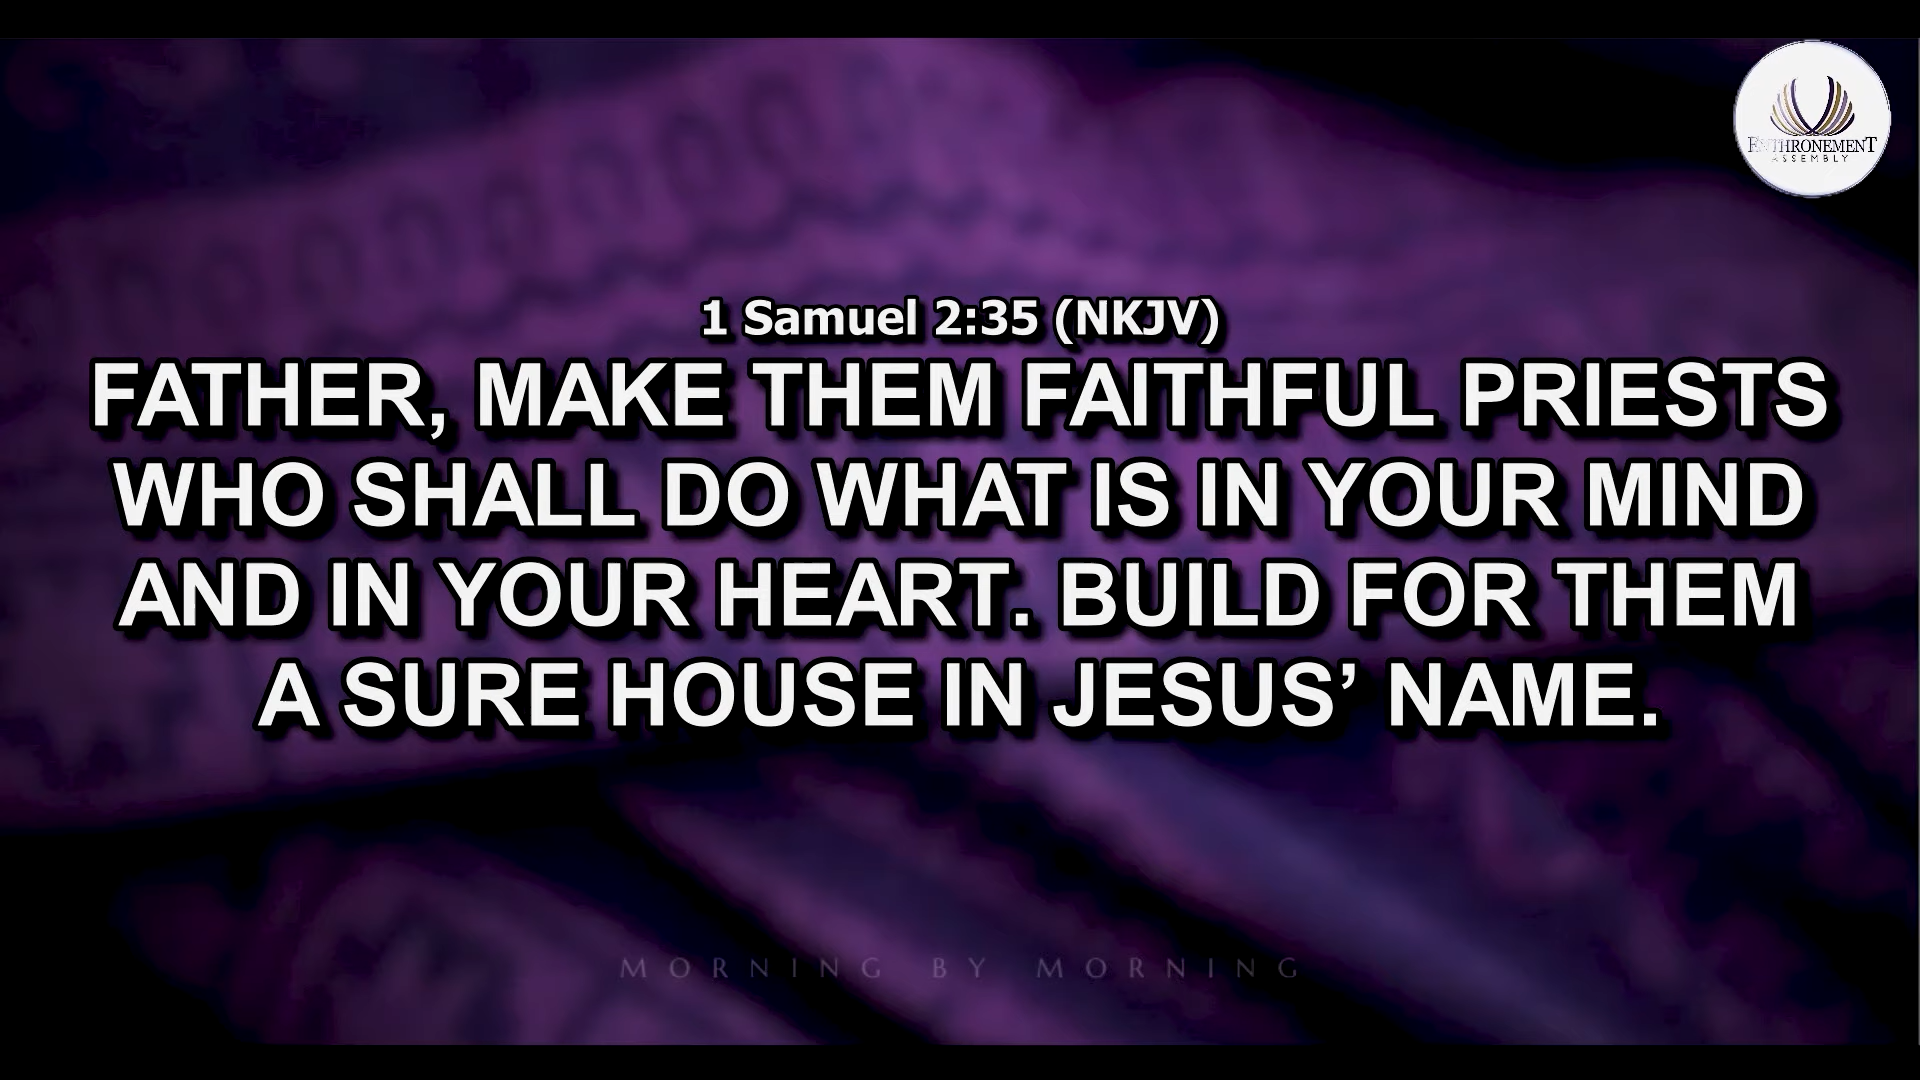 ENTHRONEMENT
ASSEMBLY
1 Samuel 2:35 (NKJV)
FATHER, MAKE THEM FAITHFUL PRIESTS
WHO SHALL DO WHAT IS IN YOUR MIND
AND IN YOUR HEART. BUILD FOR THEM
A SURE HOUSE IN JESUS’ NAME.
MORNING BY MORNING